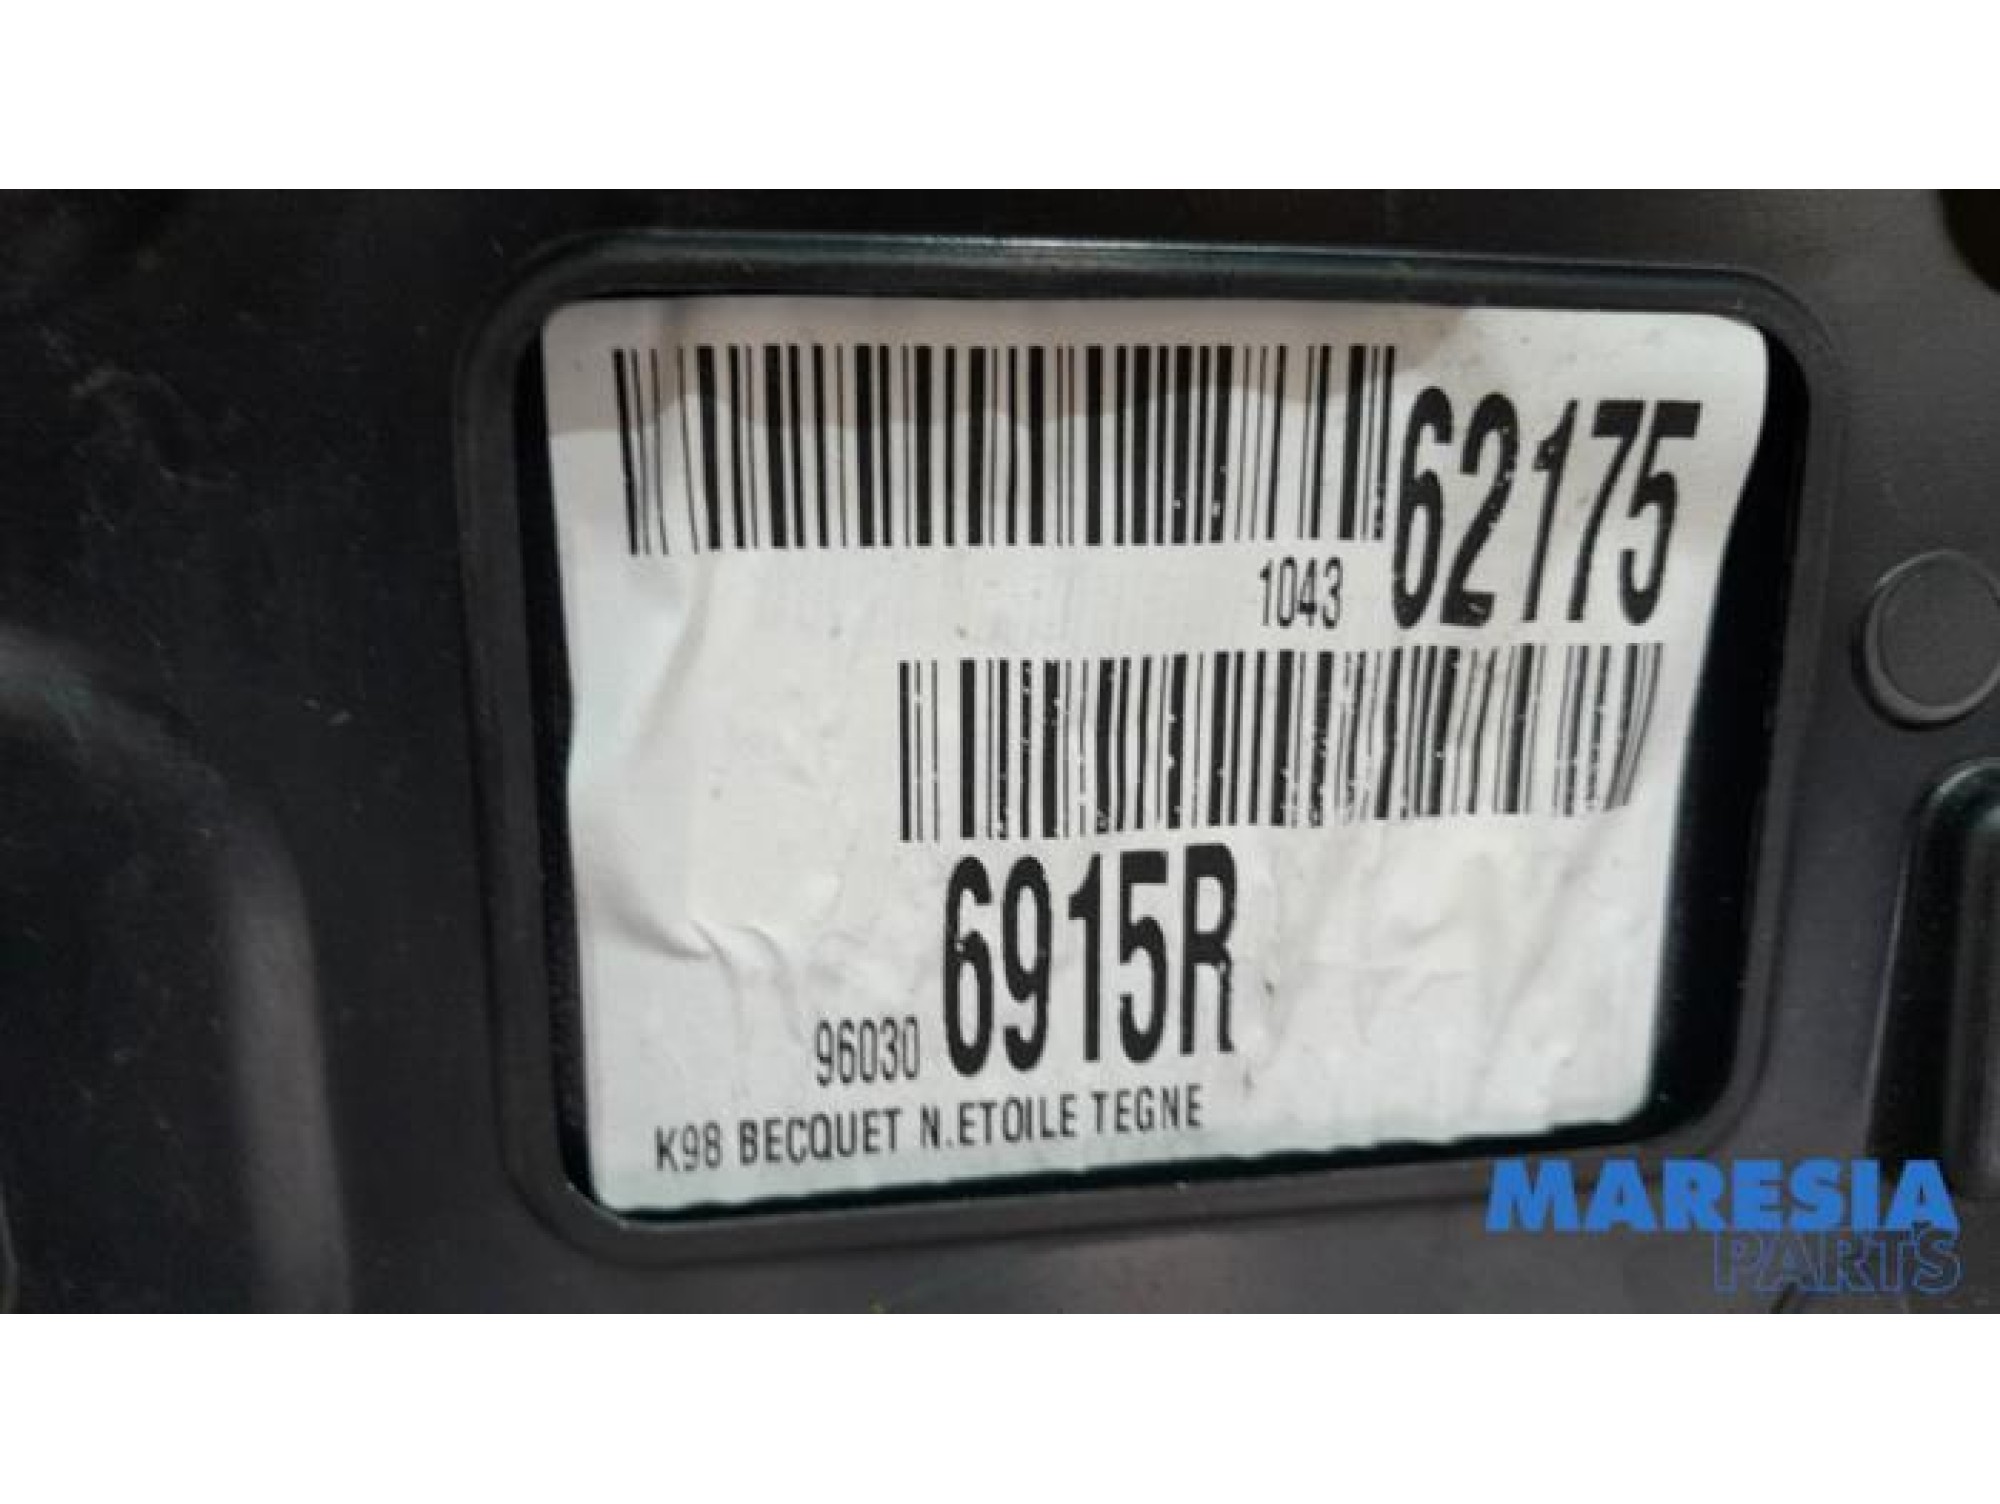 1043 62175
96030 6915R
K98 BECQUET N.ETOILE TEGNE
MARESIA
PARTS